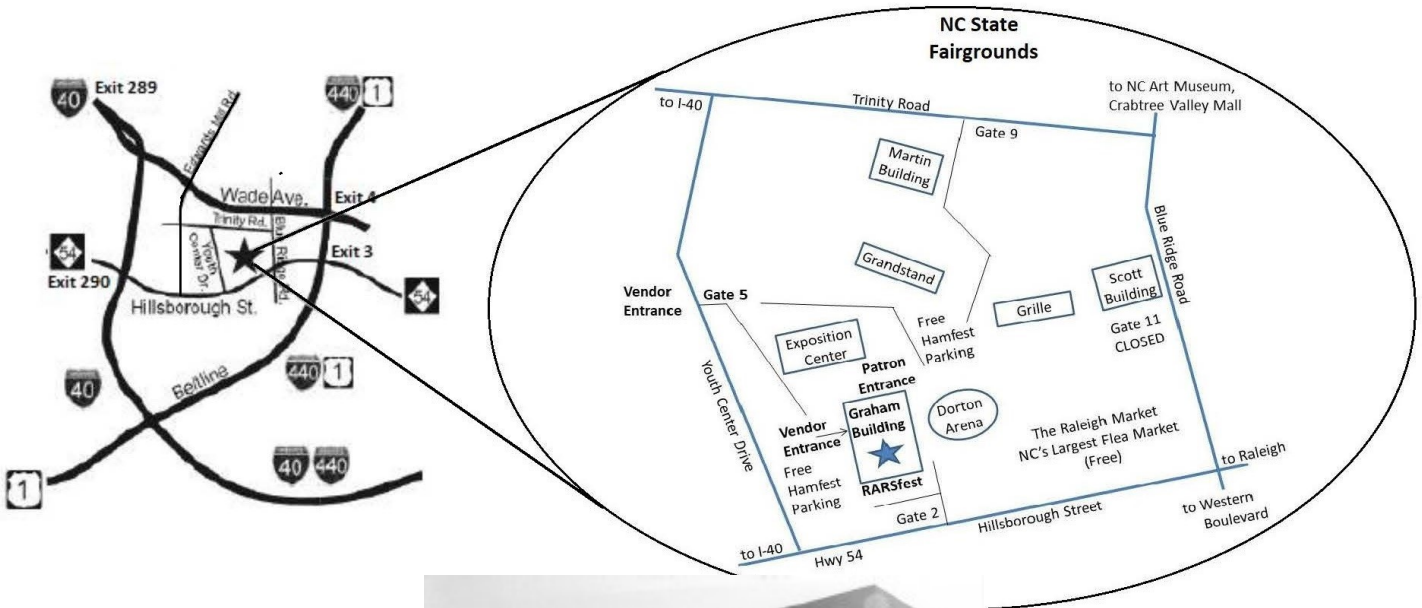 40
Exit 289
Edwards Mill Rd.
440
1
Wade Ave.
Exit 4
Trinity Rd.
Youth
Center Dr.
Blue Ridge Rd.
54
Exit 290
Exit 3
54
Hillsborough St.
40
Beltline
440
1
1
40
440
NC State
Fairgrounds
to I-40
Trinity Road
to NC Art Museum,
Crabtree Valley Mall
Gate 9
Martin
Building
Grandstand
Blue Ridge Road
Scott
Building
Grille
Gate 11
CLOSED
Vendor
Entrance
Gate 5
Exposition
Center
Free
Hamfest
Parking
Patron
Entrance
Youth Center Drive
Graham
Building
Dorton
Arena
Vendor
Entrance
Free
Hamfest
Parking
RARSfest
The Raleigh Market
NC's Largest Flea Market
(Free)
to Raleigh
Gate 2
Hillsborough Street
to Western
Boulevard
to I-40
Hwy 54